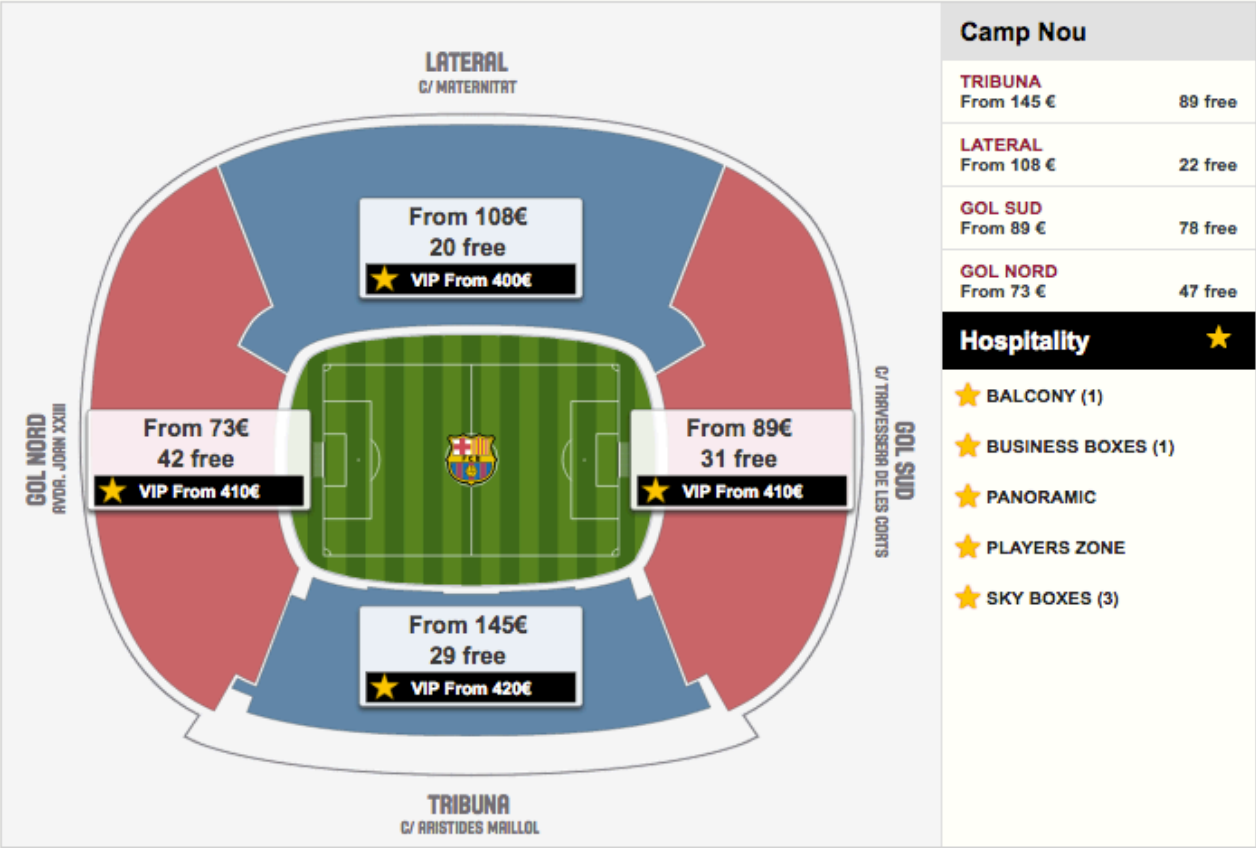 LATERAL
C/ MATERNITAT
From 108€
20 free
VIP From 400€
GOL NORD
AVDA. JOAN XXIII
From 73€
42 free
VIP From 410€
FCB
From 89€
31 free
VIP From 410€
GOL SUD
C/ TRAVESSERA DE LES CORTS
From 145€
29 free
VIP From 420€
TRIBUNA
C/ ARISTIDES MAILLOL
Camp Nou
TRIBUNA
From 145 € 89 free
LATERAL
From 108 € 22 free
GOL SUD
From 89 € 78 free
GOL NORD
From 73 € 47 free
Hospitality
BALCONY (1)
BUSINESS BOXES (1)
PANORAMIC
PLAYERS ZONE
SKY BOXES (3)